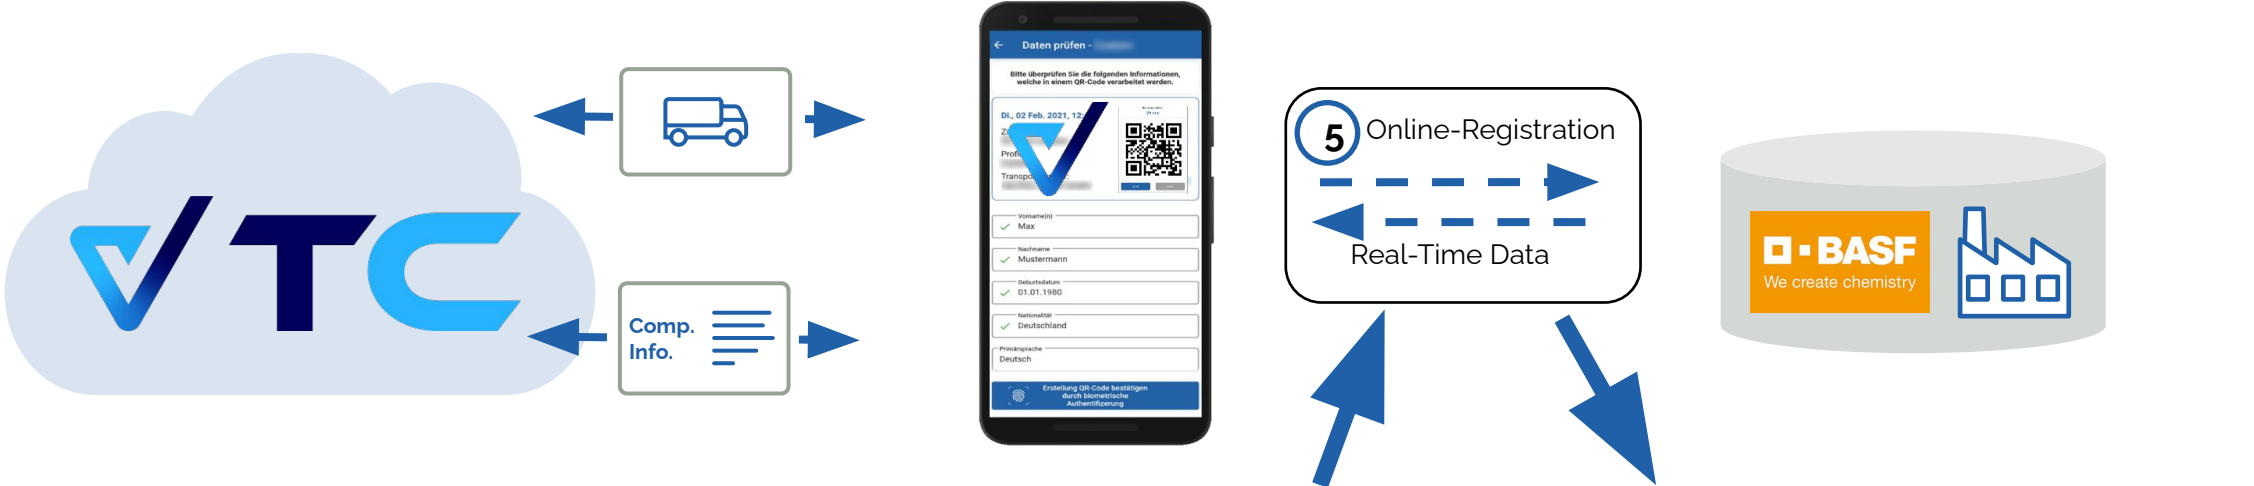 VTC
Comp.
Info.
Daten prüfen -
Bitte überprüfen Sie die folgenden Informationen,
welche in einem QR-Code verarbeitet werden.
Di., 02 Feb. 2021, 12:
Vorname(n)
Max
Nachname
Mustermann
Geburtsdatum
01.01.1980
Nationalität
Deutschland
Primärsprache
Deutsch
Erstellung QR-Code bestätigen
durch biometrische
Authentifizerung
5 Online-Registration
Real-Time Data
BASF
We create chemistry